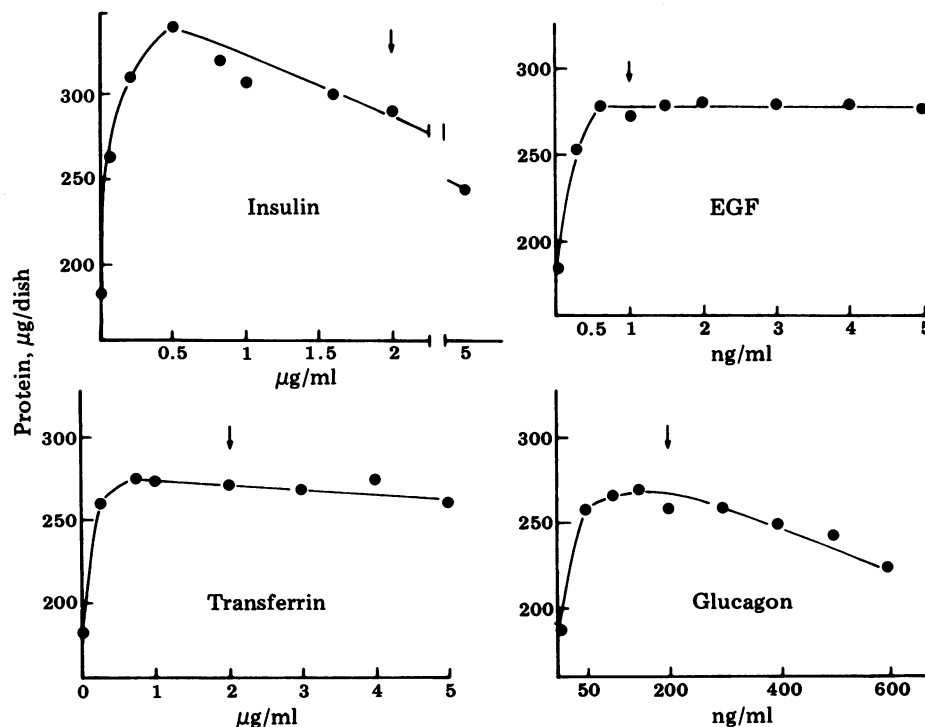 Protein, µg/dish
300
250
200
Insulin
0.5 1 1.5 2 5
µg/ml
300
250
200
EGF
0.5 1 2 3 4 5
ng/ml
300
250
200
Transferrin
0 1 2 3 4 5
µg/ml
300
250
200
Glucagon
50 200 400 600
ng/ml